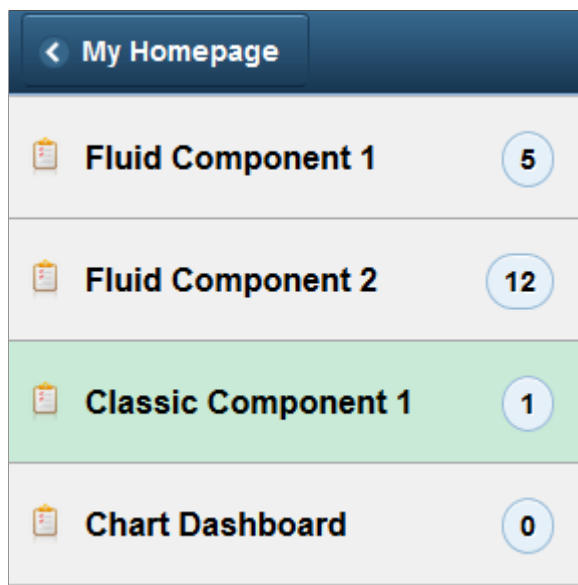 My Homepage
Fluid Component 1 5
Fluid Component 2 12
Classic Component 1 1
Chart Dashboard 0